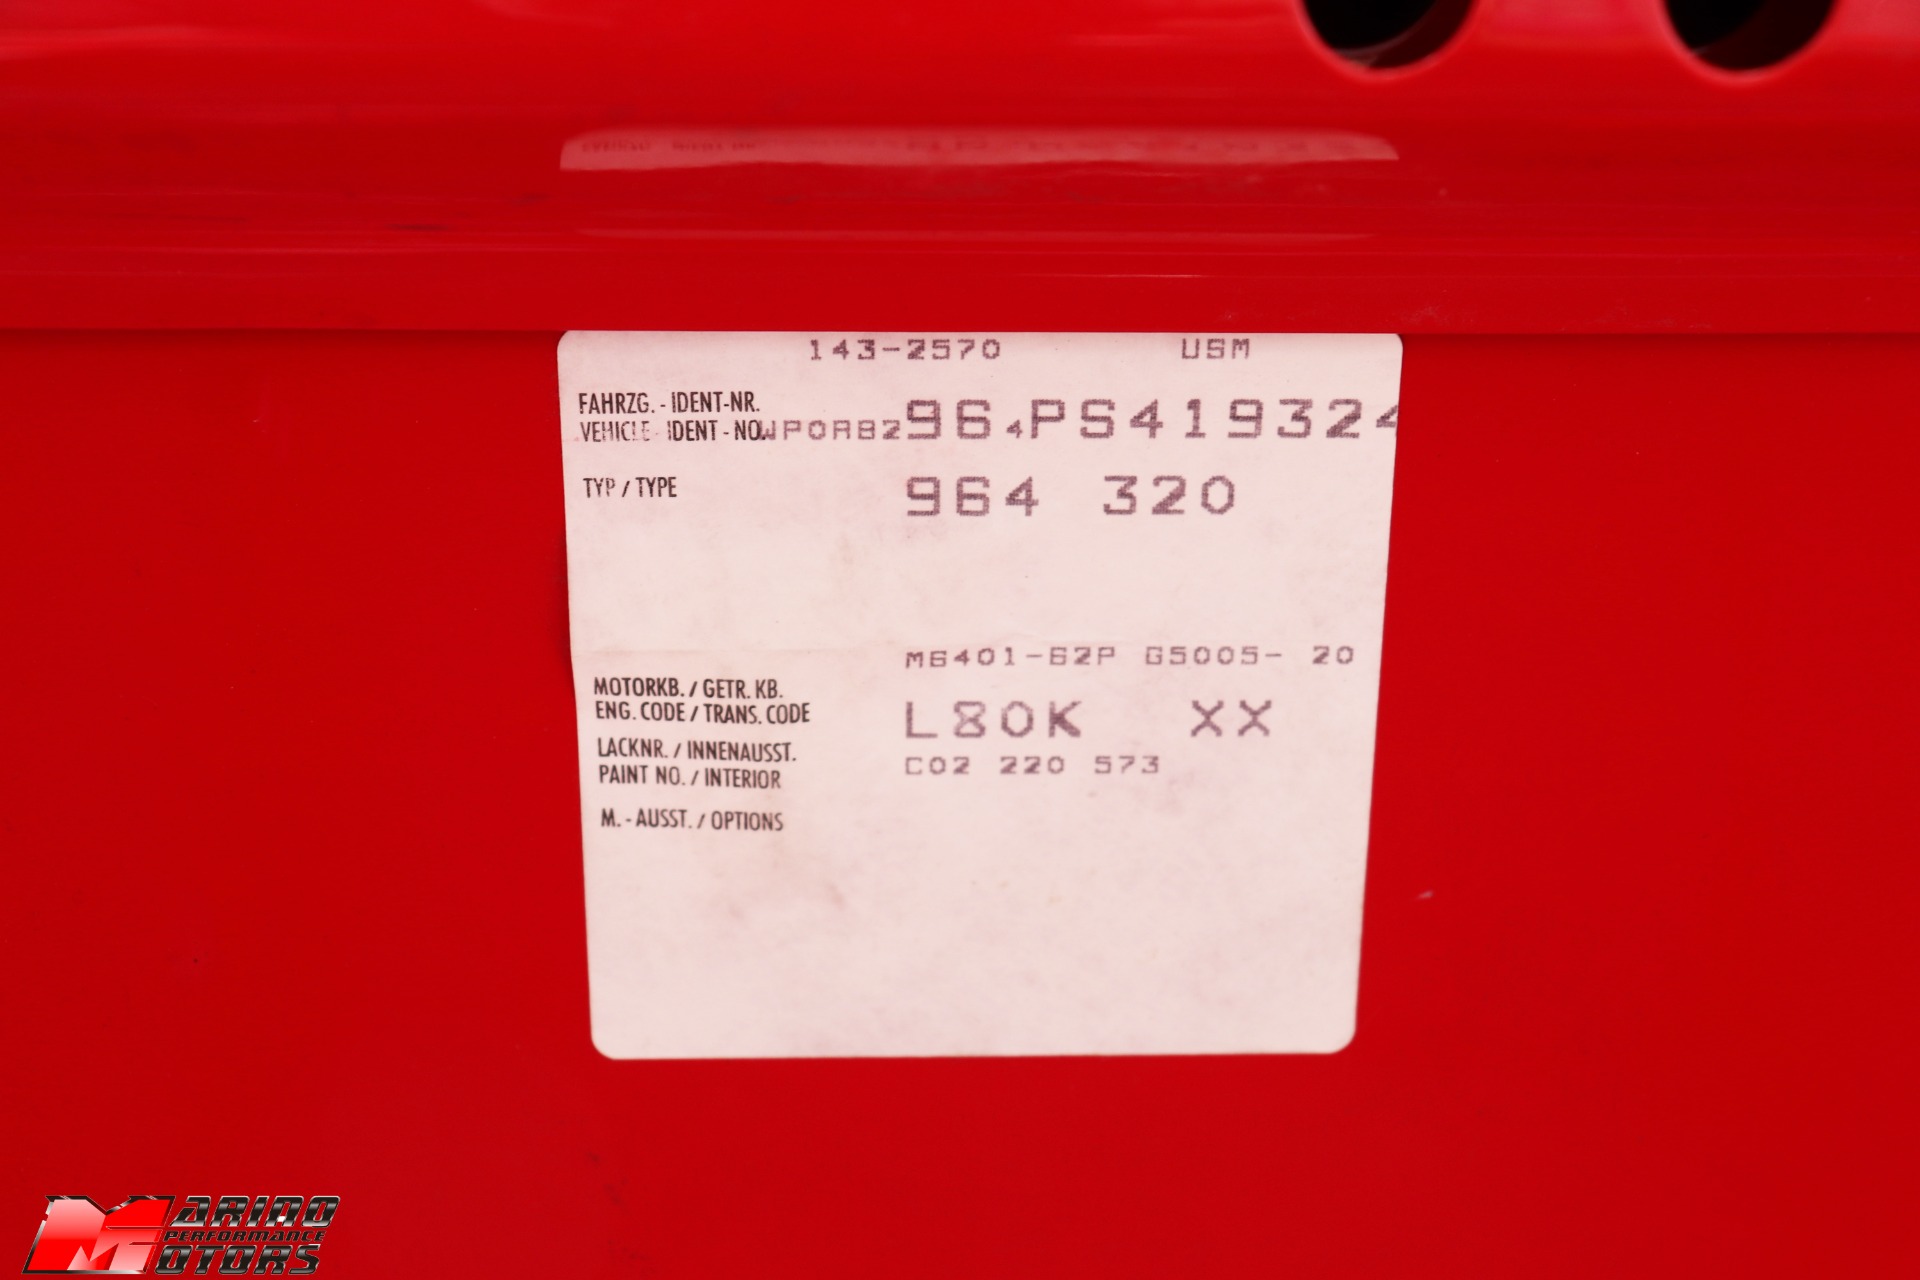 143-2570 USM
FAHRZG. - IDENT-NR.
VEHICLE - IDENT - NO. WP0AB2964PS419324
TYP / TYPE 964 320
M6401-62P G5005- 20
MOTORKB. / GETR. KB.
ENG. CODE / TRANS. CODE
L80K XX
LACKNR. / INNENAUSST.
PAINT NO. / INTERIOR
C02 220 573
M. - AUSST. / OPTIONS
MARINO
PERFORMANCE
MOTORS